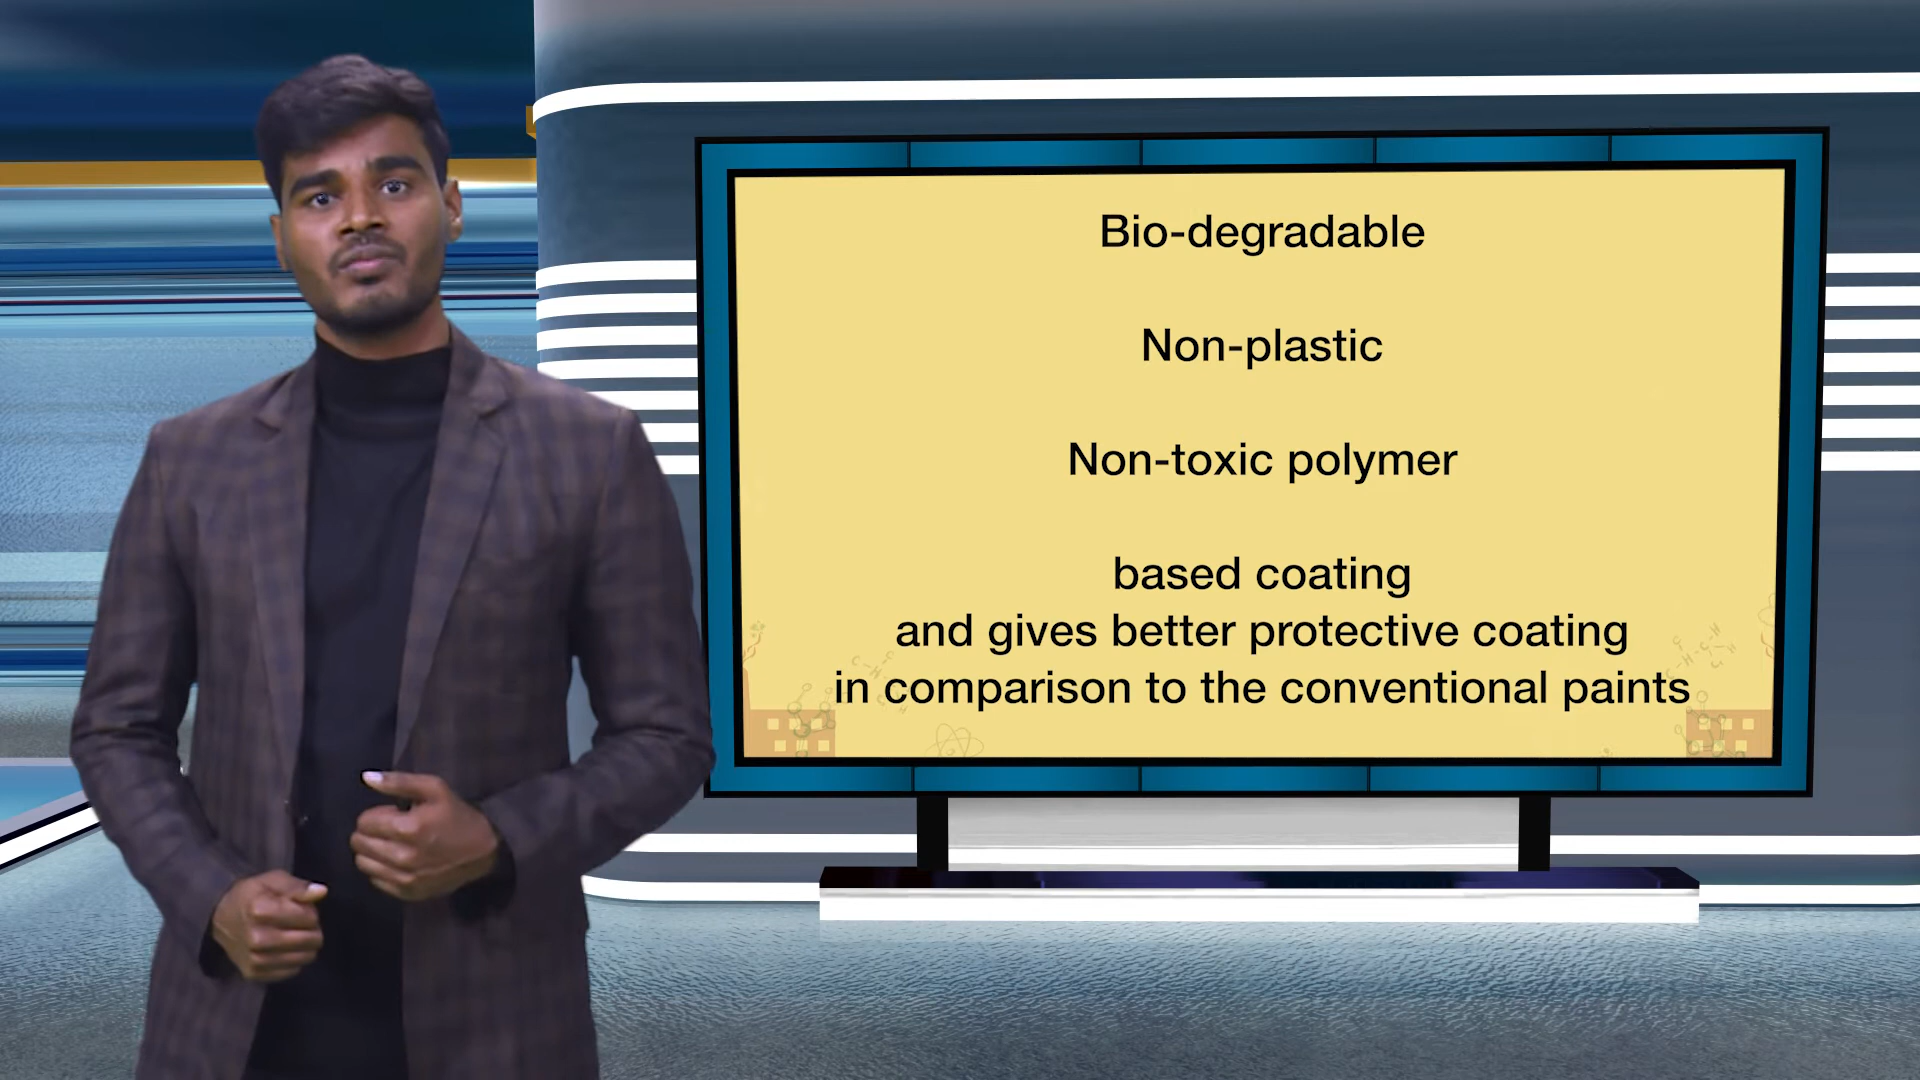 Bio-degradable
Non-plastic
Non-toxic polymer
based coating
and gives better protective coating
in comparison to the conventional paints